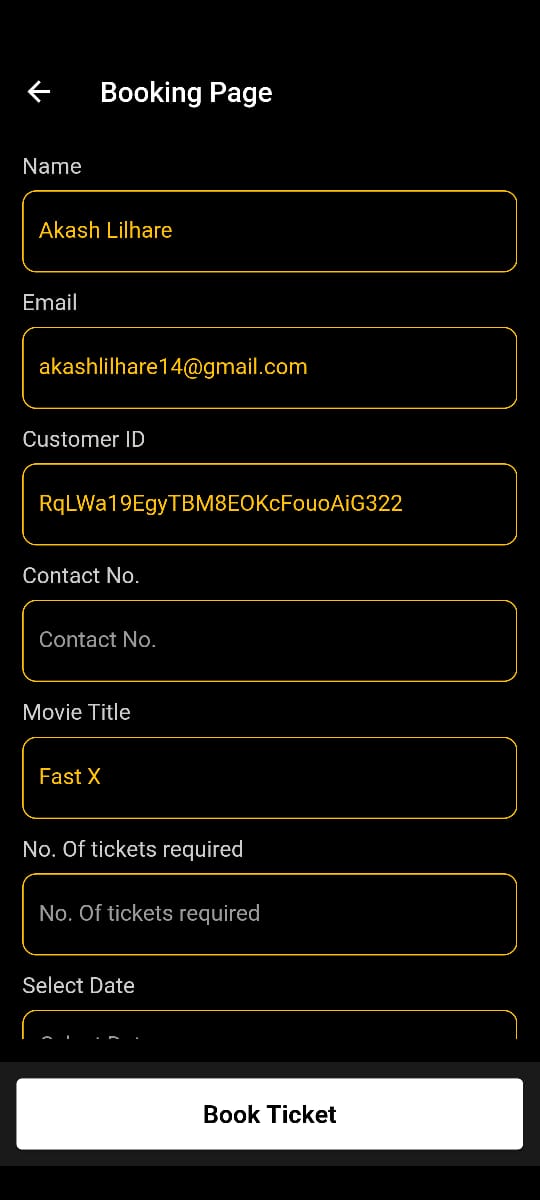 Booking Page
Name
Akash Lilhare
Email
akashlilhare14@gmail.com
Customer ID
RqLWa19EgyTBM8EOKcFouoAiG322
Contact No.
Contact No.
Movie Title
Fast X
No. Of tickets required
No. Of tickets required
Select Date
Book Ticket